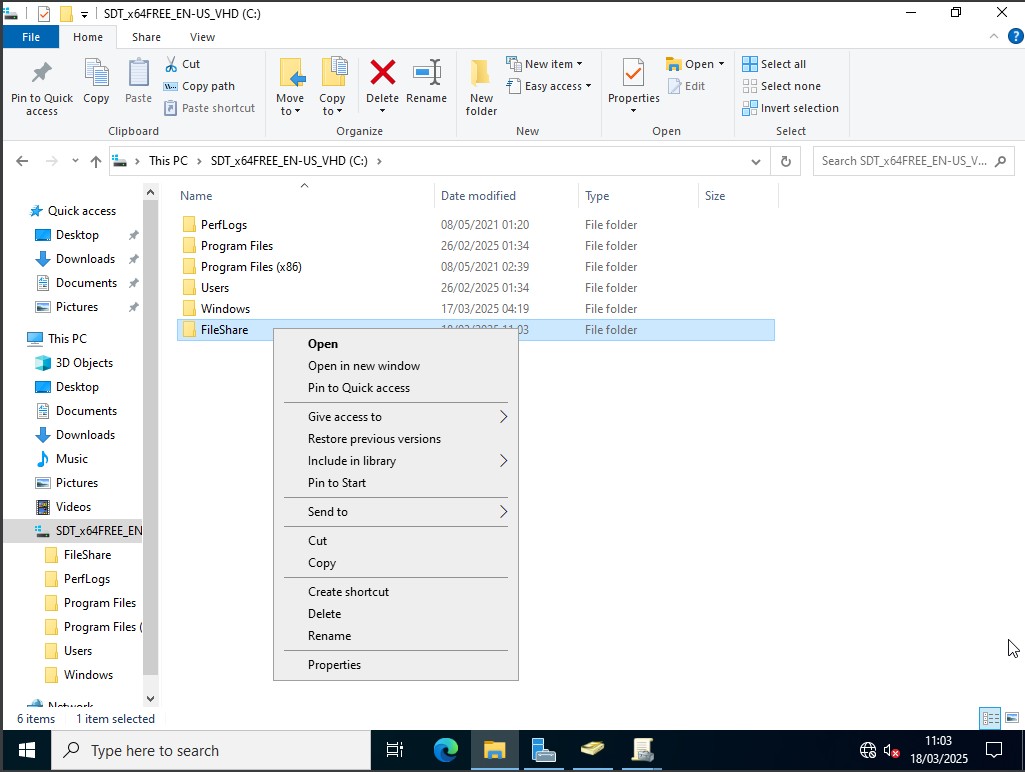 SDT_x64FREE_EN-US_VHD (C:)
File Home Share View
Pin to Quick access
Copy
Paste
Cut
Copy path
Paste shortcut
Clipboard
Move to
Copy to
Delete
Rename
Organize
New folder
New item
Easy access
New
Properties
Open
Edit
Open
Select all
Select none
Invert selection
Select
This PC SDT_x64FREE_EN-US_VHD (C:)
Search SDT_x64FREE_EN-US_V...
Quick access
Desktop
Downloads
Documents
Pictures
This PC
3D Objects
Desktop
Documents
Downloads
Music
Pictures
Videos
SDT_x64FREE_EN
FileShare
PerfLogs
Program Files
Program Files (
Users
Windows
Network
Name Date modified Type Size
PerfLogs 08/05/2021 01:20 File folder
Program Files 26/02/2025 01:34 File folder
Program Files (x86) 08/05/2021 02:39 File folder
Users 26/02/2025 01:34 File folder
Windows 17/03/2025 04:19 File folder
FileShare 18/03/2025 11:03 File folder
Open
Open in new window
Pin to Quick access
Give access to
Restore previous versions
Include in library
Pin to Start
Send to
Cut
Copy
Create shortcut
Delete
Rename
Properties
6 items 1 item selected
Type here to search
11:03
18/03/2025